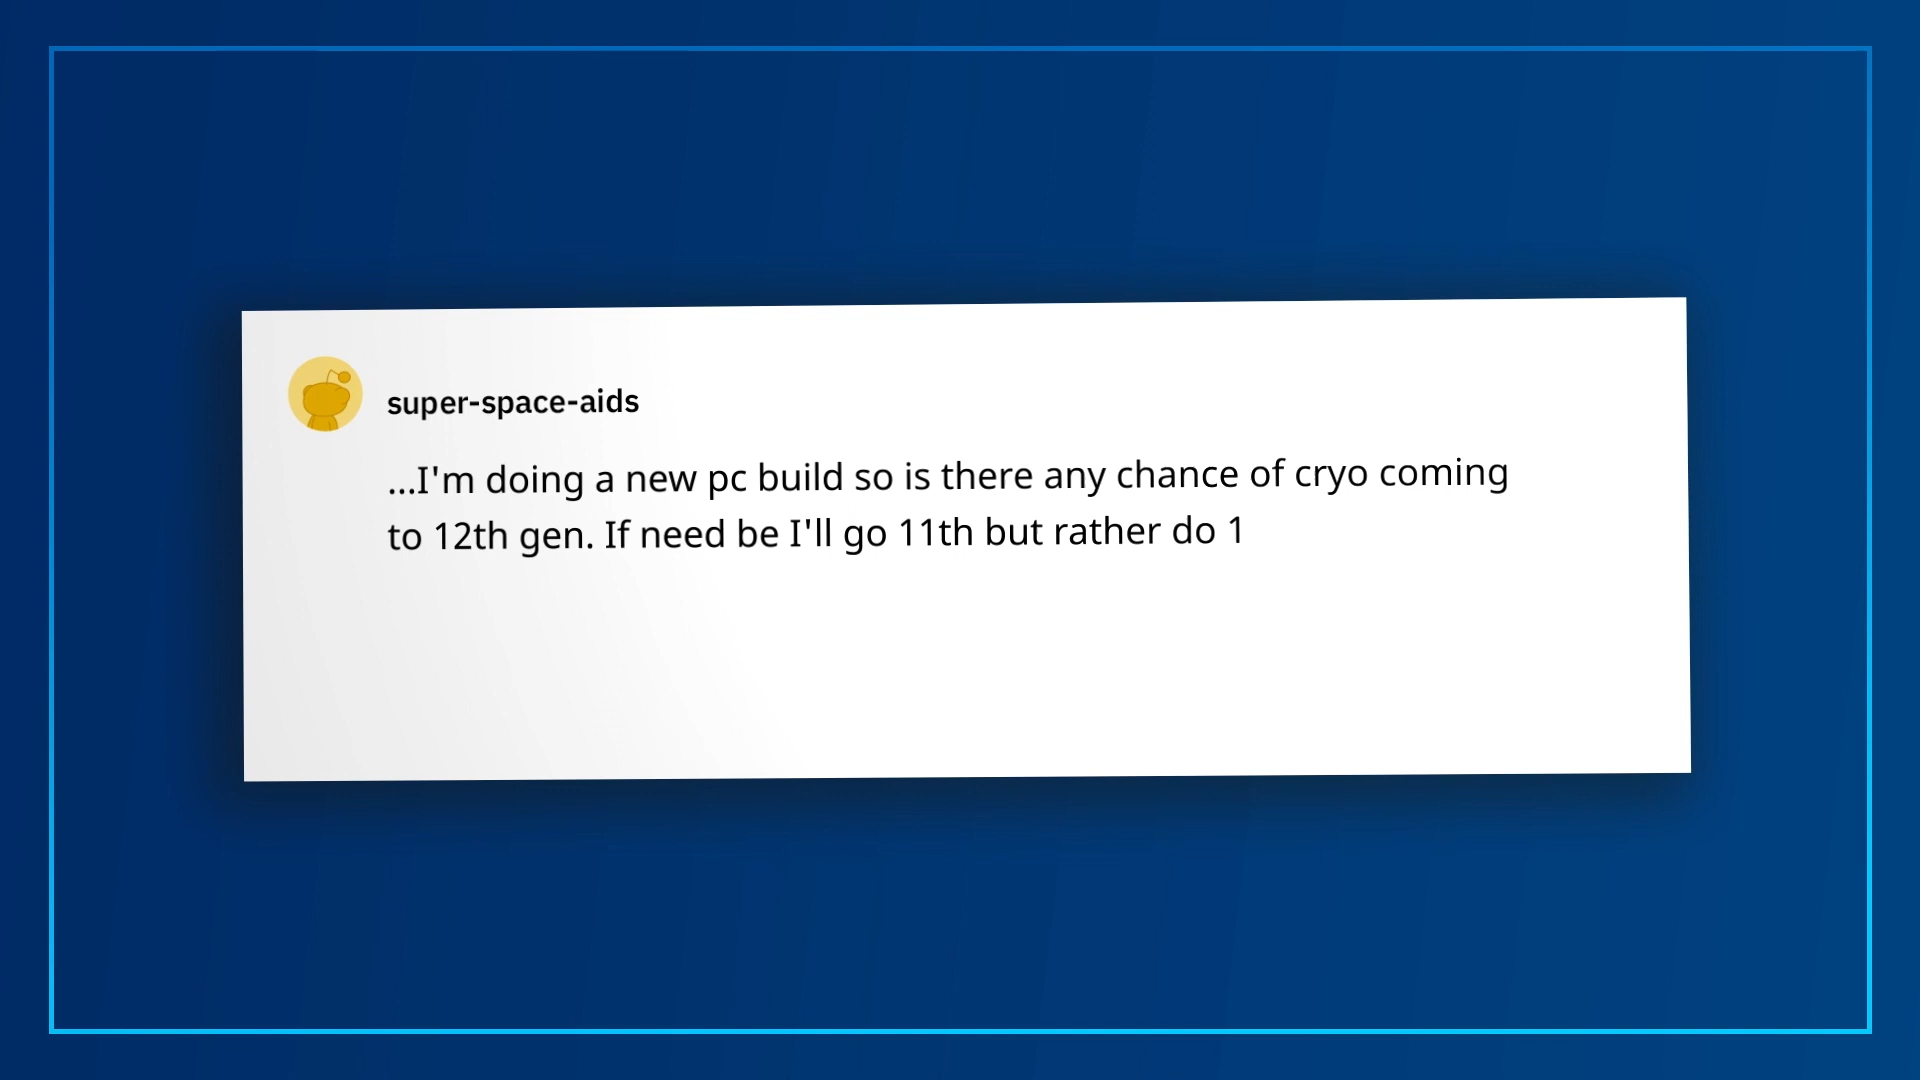 super-space-aids
...I'm doing a new pc build so is there any chance of cryo coming
to 12th gen. If need be I'll go 11th but rather do 1